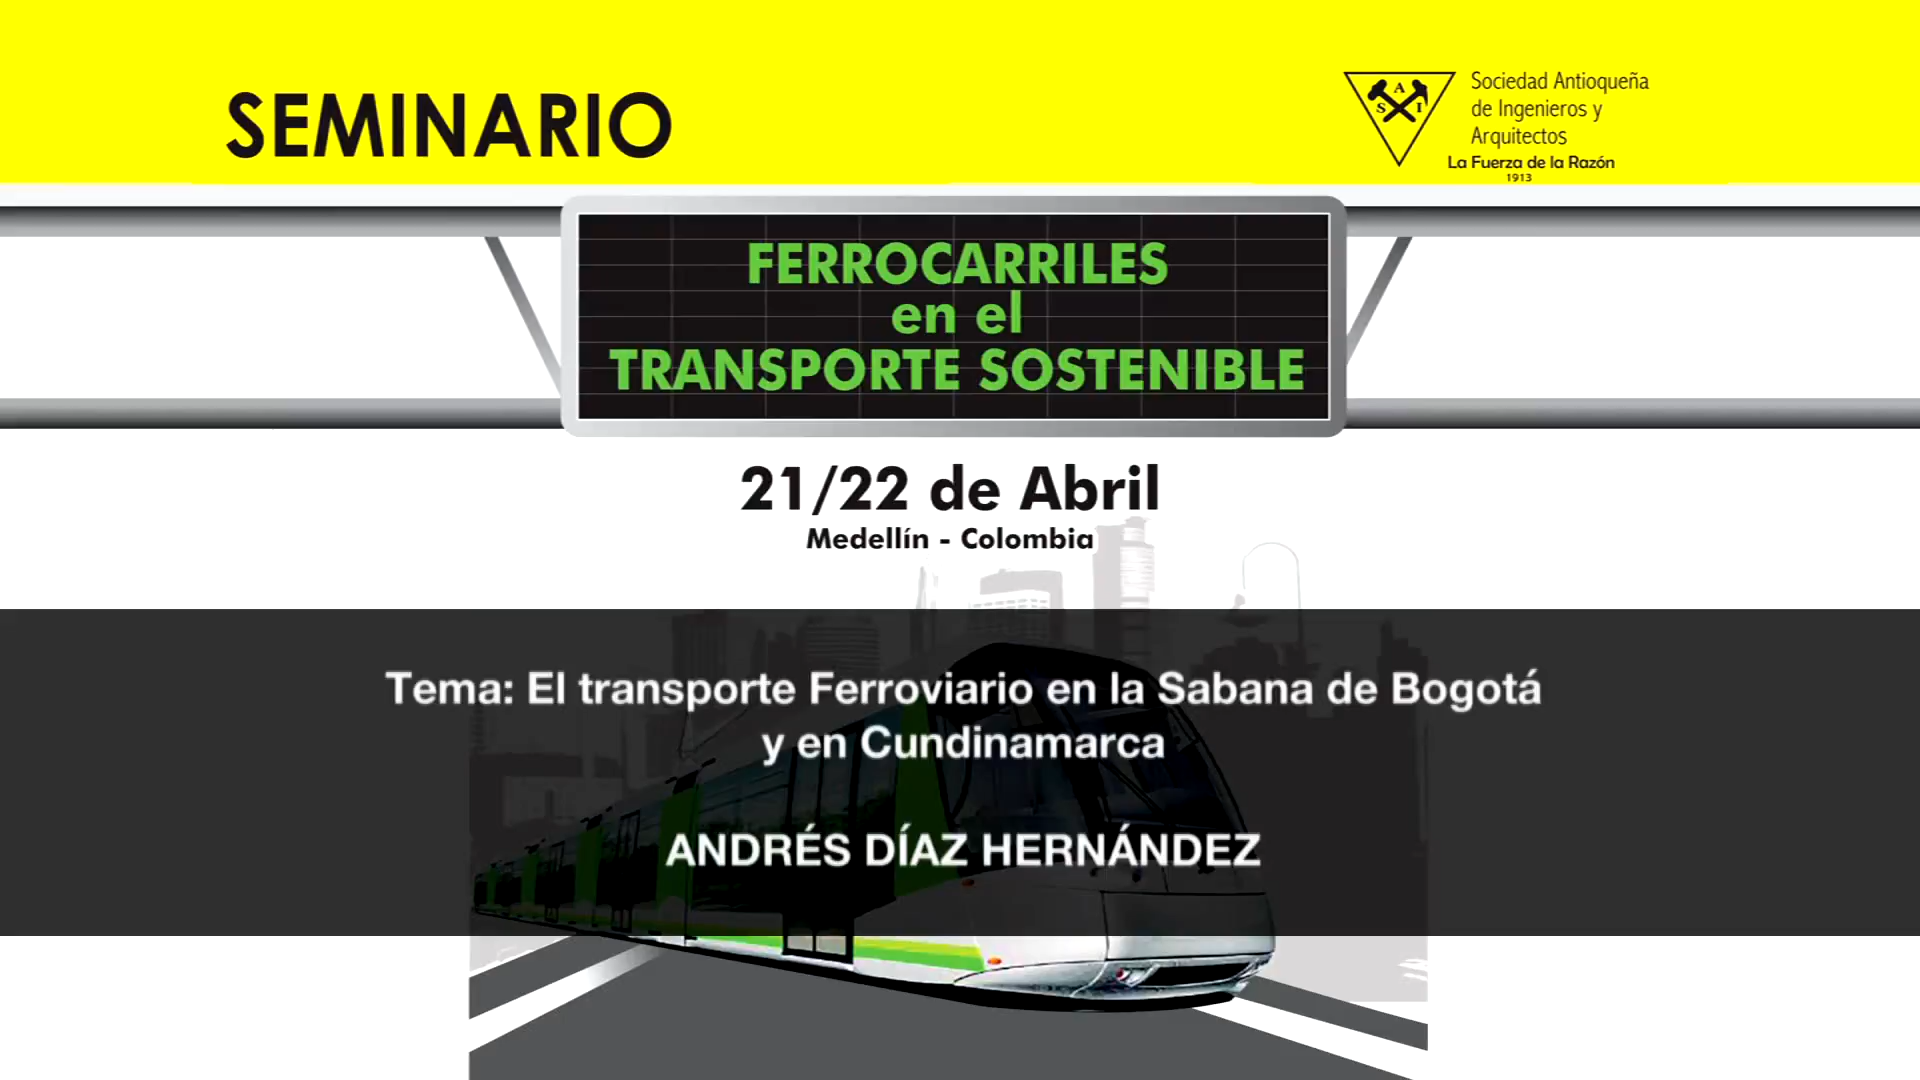 SEMINARIO
A
S I
Sociedad Antioqueña
de Ingenieros y
Arquitectos
La Fuerza de la Razón
1913
FERROCARRILES
en el
TRANSPORTE SOSTENIBLE
21/22 de Abril
Medellín - Colombia
Tema: El transporte Ferroviario en la Sabana de Bogotá
y en Cundinamarca
ANDRÉS DÍAZ HERNÁNDEZ